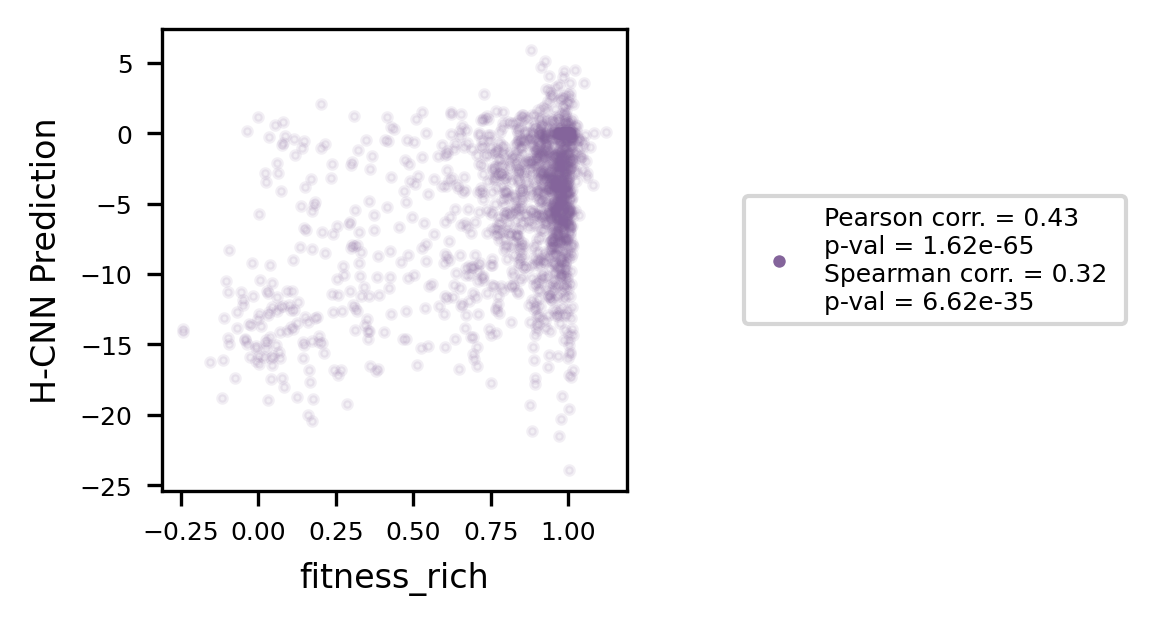 5
0
−5
−10
−15
−20
−25
H-CNN Prediction
−0.25 0.00 0.25 0.50 0.75 1.00
fitness_rich
Pearson corr. = 0.43
p-val = 1.62e-65
Spearman corr. = 0.32
p-val = 6.62e-35